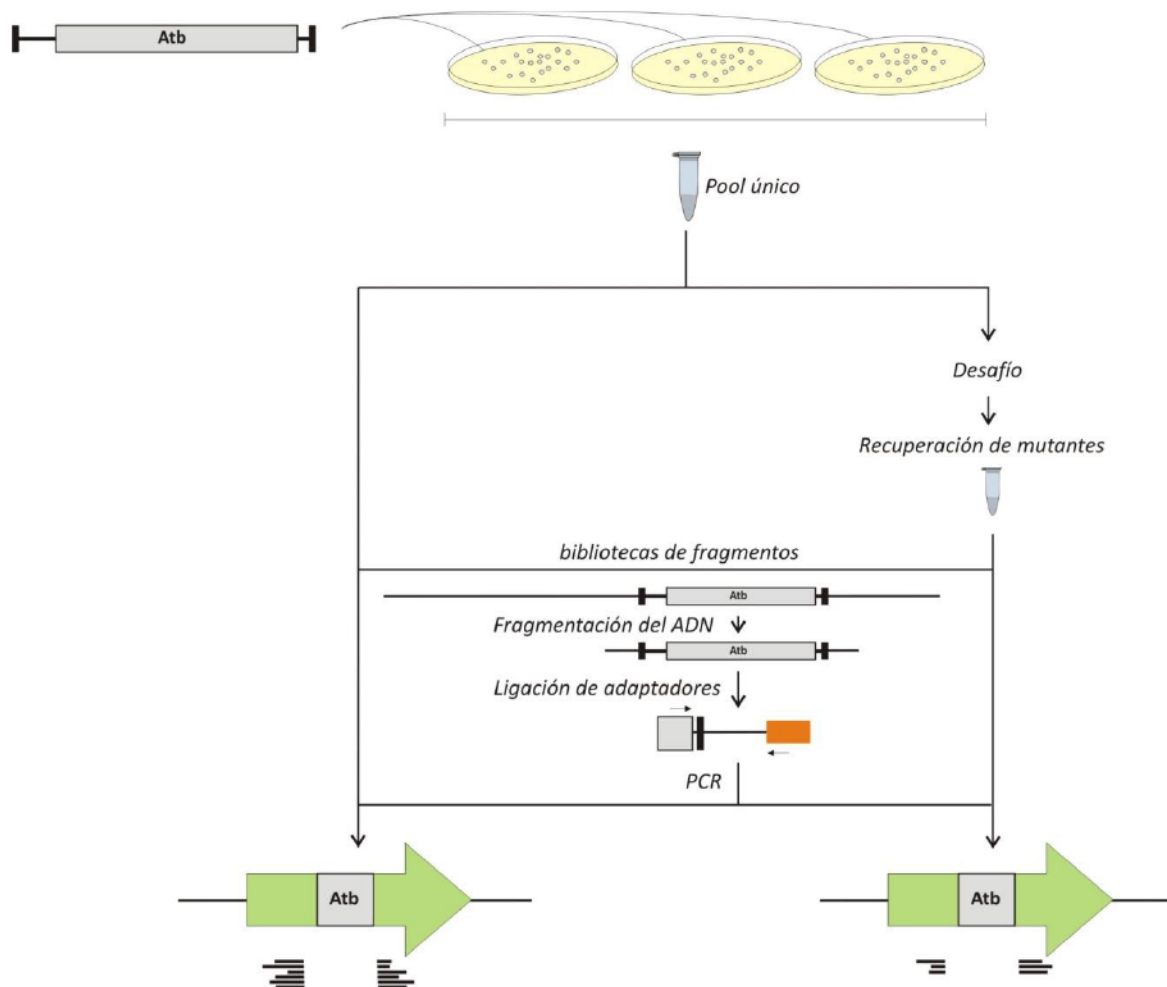 Atb
Pool único
Desafío
Recuperación de mutantes
bibliotecas de fragmentos
Atb
Fragmentación del ADN
Atb
Ligación de adaptadores
PCR
Atb
Atb